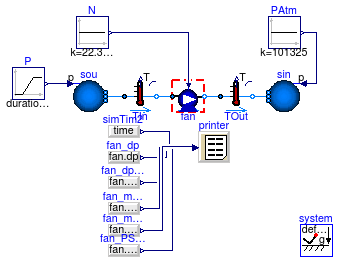 N
PAtm
k=22.3...
k=101325
P
p
sou
T
T
sin
p
duratio...
TIn
fan
TOut
simTim2
time
printer
fan_dp
fan.dp
fan_dp...
fan....
fan_m...
fan....
fan_m...
fan....
fan_PS...
fan....
system
def...
g